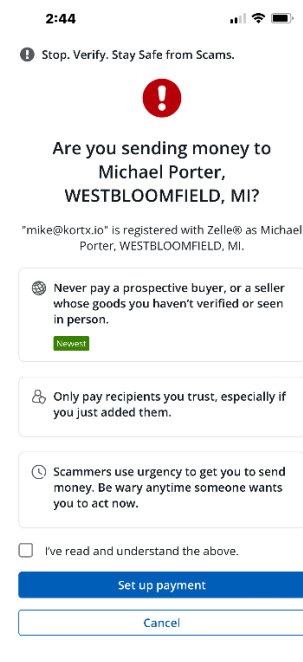 2:44
Stop. Verify. Stay Safe from Scams.
Are you sending money to
Michael Porter,
WESTBLOOMFIELD, MI?
"mike@kortx.io" is registered with Zelle® as Michael
Porter, WESTBLOOMFIELD, MI.
Never pay a prospective buyer, or a seller
whose goods you haven’t verified or seen
in person.
Newest
Only pay recipients you trust, especially if
you just added them.
Scammers use urgency to get you to send
money. Be wary anytime someone wants
you to act now.
I’ve read and understand the above.
Set up payment
Cancel